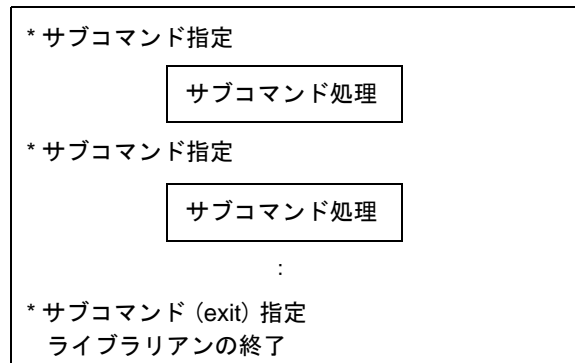 * サブコマンド指定
サブコマンド処理
* サブコマンド指定
サブコマンド処理
:
* サブコマンド（exit）指定
ライブラリアンの終了